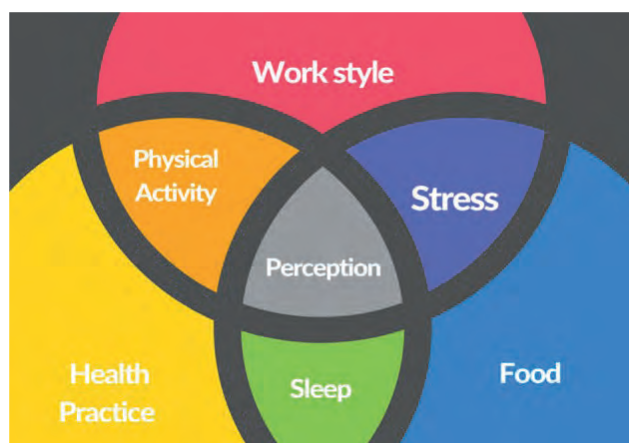 Work style
Physical
Activity
Stress
Perception
Health
Practice
Sleep
Food